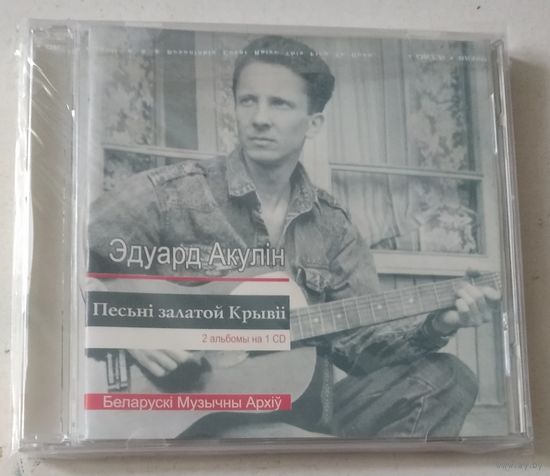 Эдуард Акулін
Песьні залатой Крывіі
2 альбомы на 1 CD
Беларускі Музычны Архіў